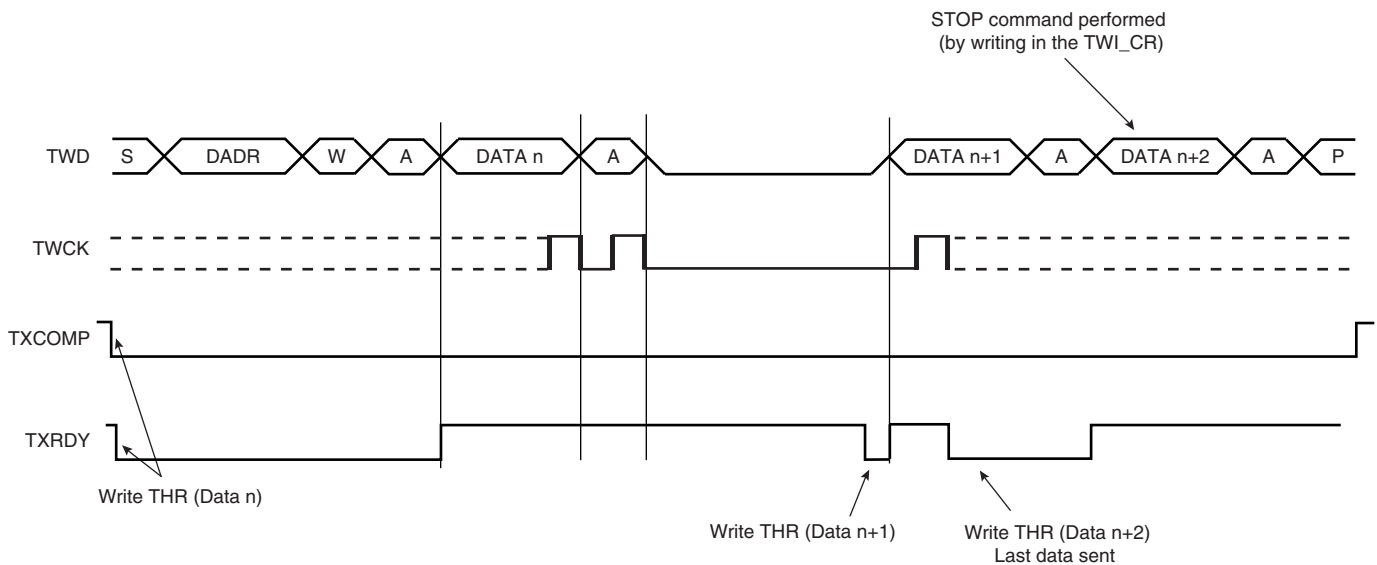 STOP command performed
(by writing in the TWI_CR)
TWD S DADR W A DATA n A DATA n+1 A DATA n+2 A P
TWCK
TXCOMP
TXRDY
Write THR (Data n)
Write THR (Data n+1)
Write THR (Data n+2)
Last data sent